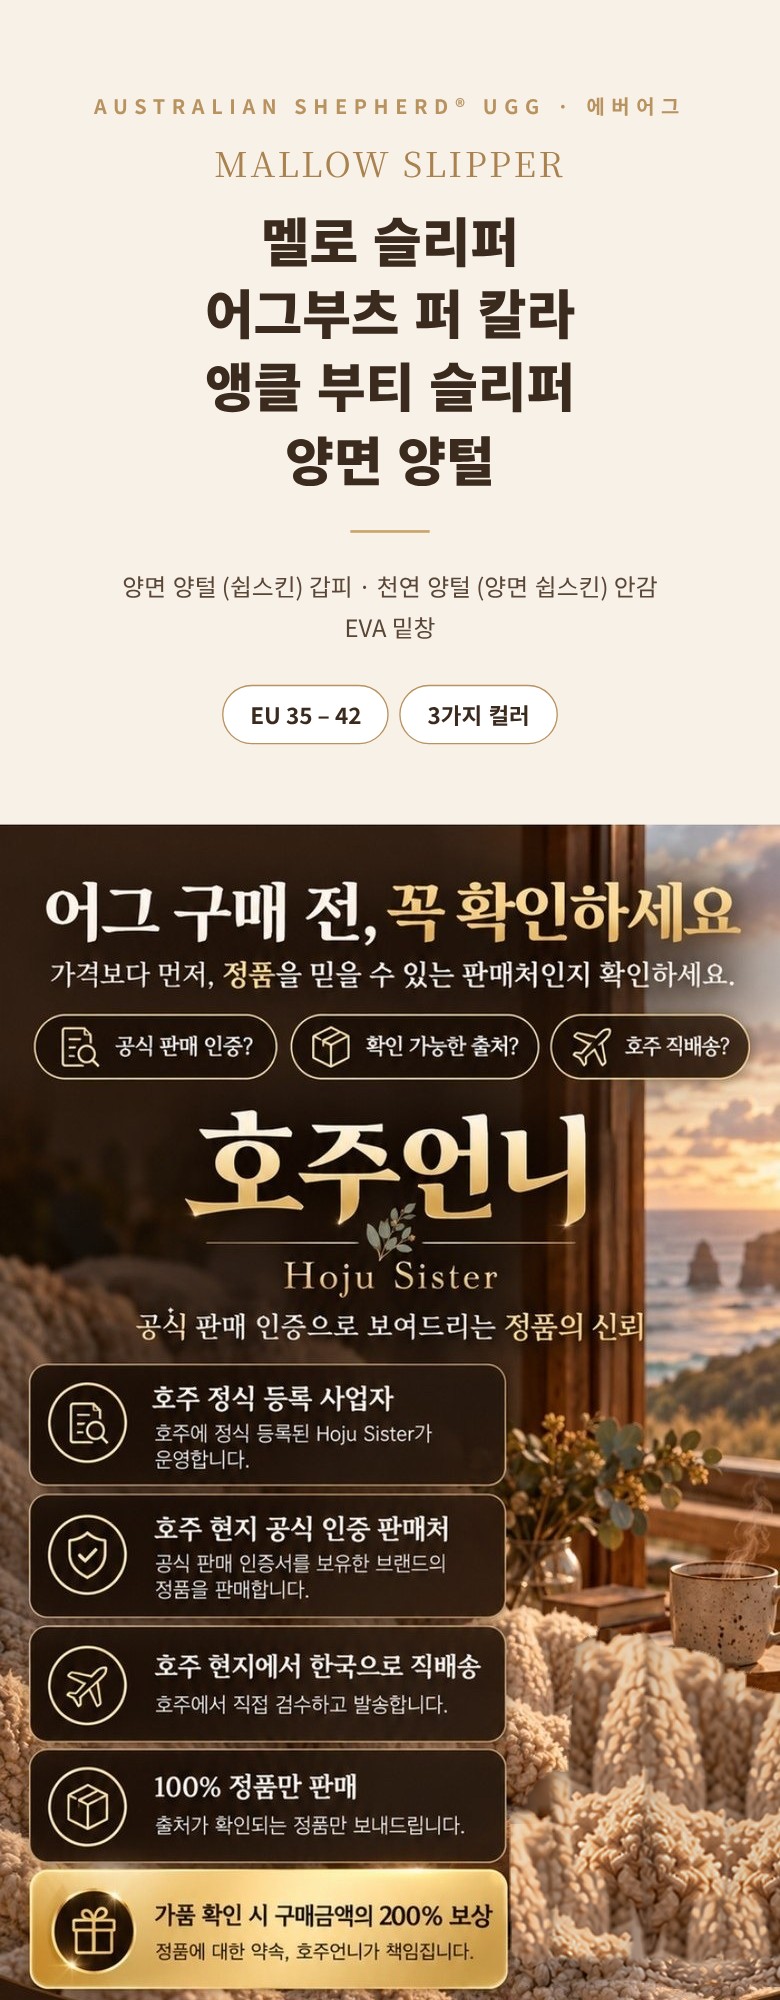 AUSTRALIAN SHEPHERD® UGG · 에버어그
MALLOW SLIPPER
멜로 슬리퍼
어그부츠 퍼 칼라
앵클 부티 슬리퍼
양면 양털
양면 양털 (쉽스킨) 갑피 · 천연 양털 (양면 쉽스킨) 안감
EVA 밑창
EU 35 – 42
3가지 컬러
어그 구매 전, 꼭 확인하세요
가격보다 먼저, 정품을 믿을 수 있는 판매처인지 확인하세요.
공식 판매 인증?
확인 가능한 출처?
호주 직배송?
호주언니
Hoju Sister
공식 판매 인증으로 보여드리는 정품의 신뢰
호주 정식 등록 사업자
호주에 정식 등록된 Hoju Sister가
운영합니다.
호주 현지 공식 인증 판매처
공식 판매 인증서를 보유한 브랜드의
정품을 판매합니다.
호주 현지에서 한국으로 직배송
호주에서 직접 검수하고 발송합니다.
100% 정품만 판매
출처가 확인되는 정품만 보내드립니다.
가품 확인 시 구매금액의 200% 보상
정품에 대한 약속, 호주언니가 책임집니다.